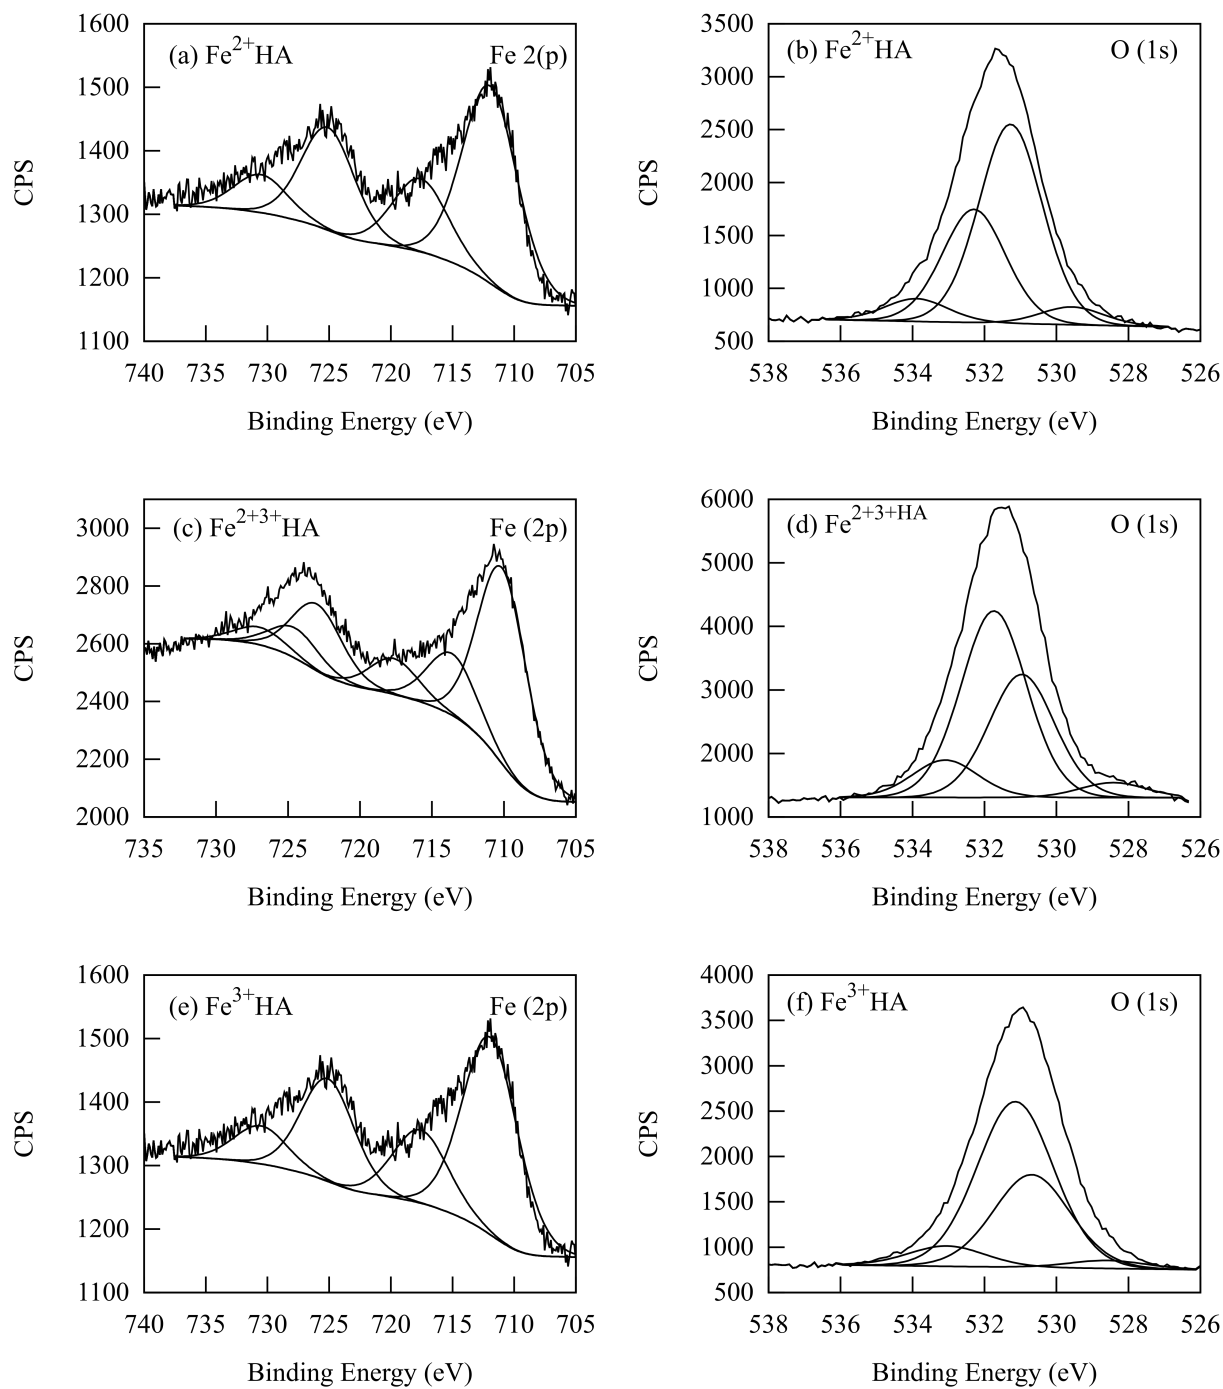 (a) Fe2+HA Fe 2(p)
CPS
1600
1500
1400
1300
1200
1100
740 735 730 725 720 715 710 705
Binding Energy (eV)
(b) Fe2+HA O (1s)
CPS
3500
3000
2500
2000
1500
1000
500
538 534 533 531 530 528 526
Binding Energy (eV)
(c) Fe2+3+HA Fe (2p)
CPS
3000
2800
2600
2400
2200
2000
735 730 725 720 715 710 705
Binding Energy (eV)
(d) Fe2+3+HA O (1s)
CPS
6000
5000
4000
3000
2000
1000
538 534 533 531 530 528 526
Binding Energy (eV)
(e) Fe3+HA Fe (2p)
CPS
1600
1500
1400
1300
1200
1100
740 735 730 725 720 715 710 705
Binding Energy (eV)
(f) Fe3+HA O (1s)
CPS
4000
3500
3000
2500
2000
1500
1000
500
538 534 533 531 530 528 526
Binding Energy (eV)